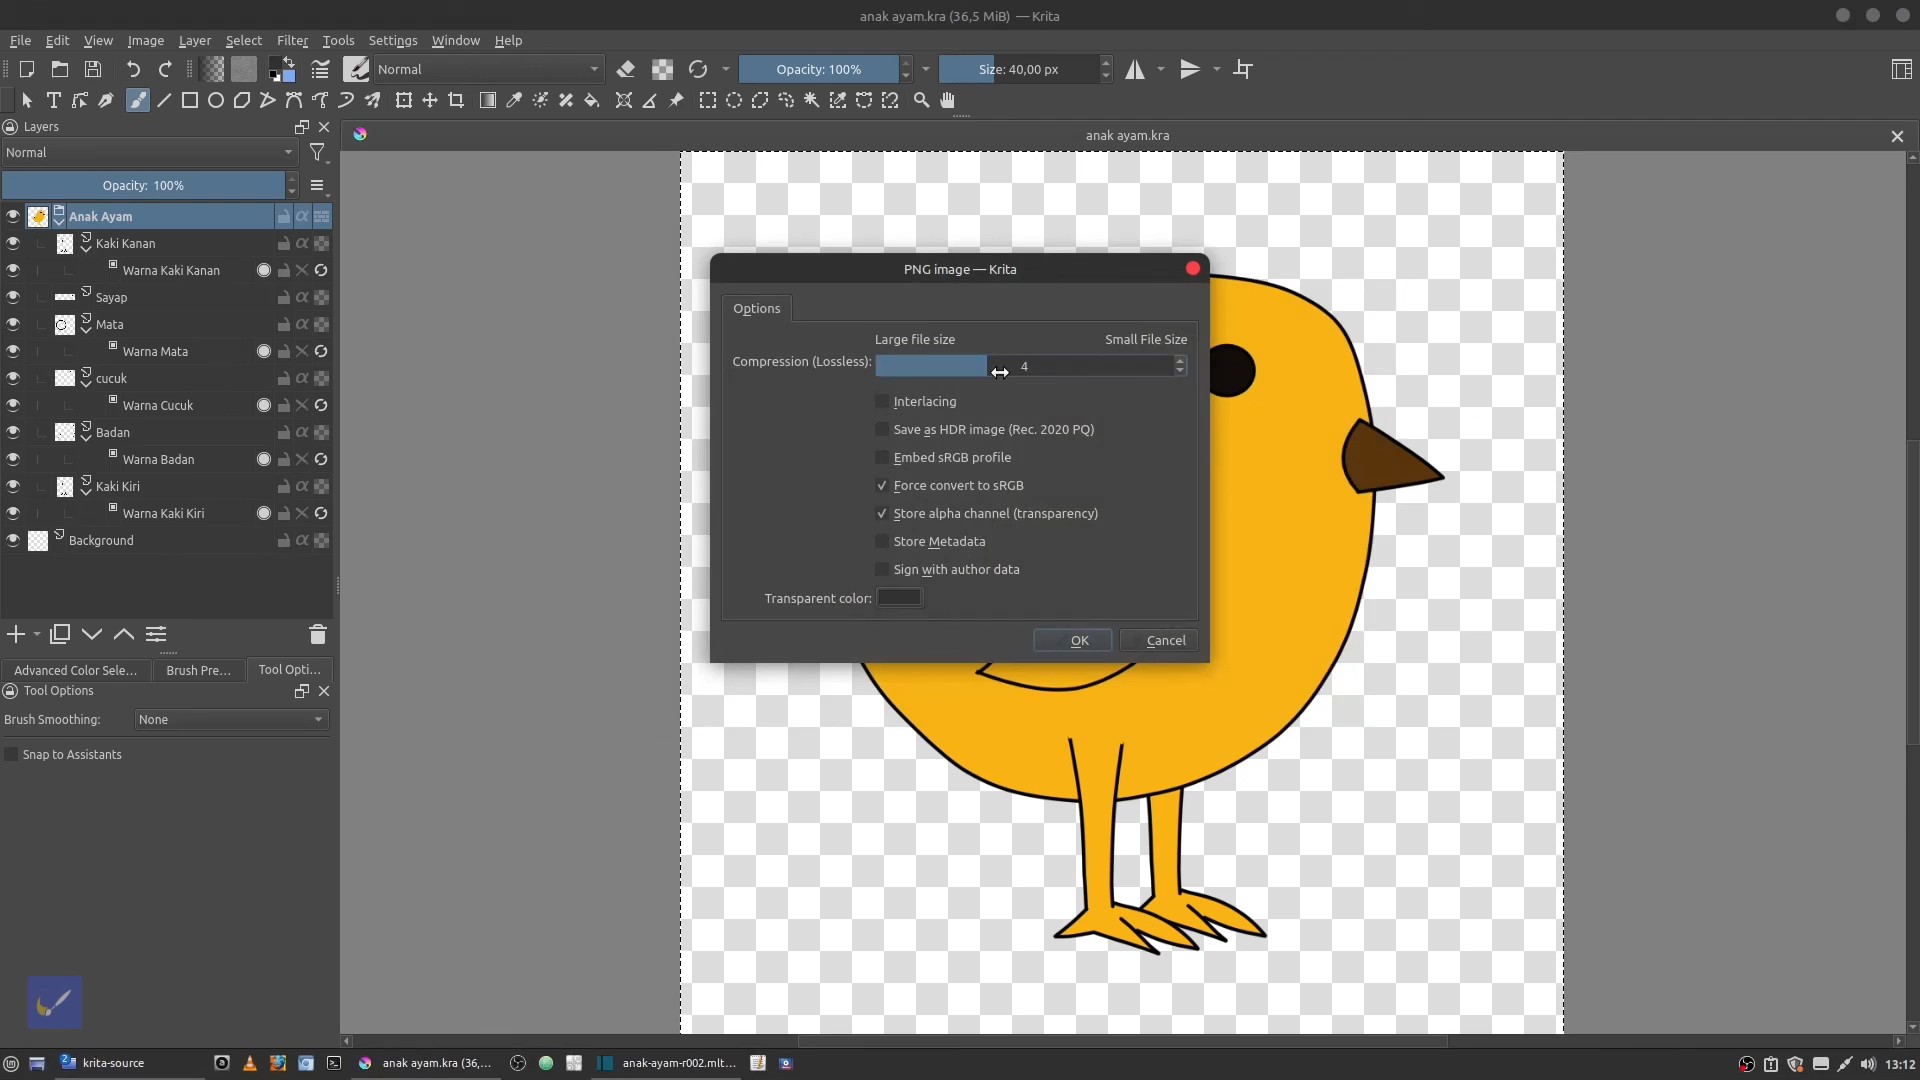 anak ayam.kra (36,5 MiB) — Krita
File Edit View Image Layer Select Filter Tools Settings Window Help
Normal
Opacity: 100%
Size: 40,00 px
Layers
anak ayam.kra
Normal
Opacity: 100%
Anak Ayam
Kaki Kanan
Warna Kaki Kanan
Sayap
Mata
Warna Mata
cucuk
Warna Cucuk
Badan
Warna Badan
Kaki Kiri
Warna Kaki Kiri
Background
PNG image — Krita
Options
Large file size Small File Size
Compression (Lossless): 4
Interlacing
Save as HDR image (Rec. 2020 PQ)
Embed sRGB profile
Force convert to sRGB
Store alpha channel (transparency)
Store Metadata
Sign with author data
Transparent color:
OK Cancel
Advanced Color Sele... Brush Pre... Tool Opti...
Tool Options
Brush Smoothing: None
Snap to Assistants
2 krita-source anak ayam.kra (36,... anak-ayam-r002.mlt... 13:12